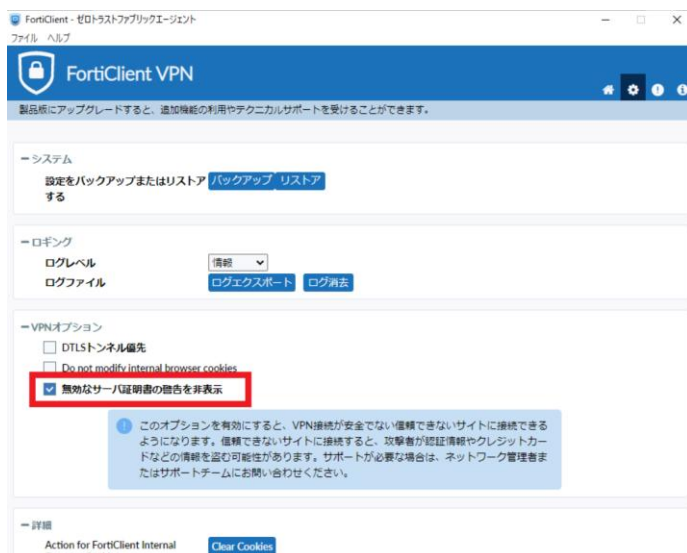 FortiClient - ゼロトラストファブリックエージェント
ファイル ヘルプ
FortiClient VPN
製品版にアップグレードすると、追加機能の利用やテクニカルサポートを受けることができます。
システム
設定をバックアップまたはリストア バックアップ リストア
する
ロギング
ログレベル 情報
ログファイル ログエクスポート ログ消去
VPNオプション
DTLSトンネル優先
Do not modify internal browser cookies
無効なサーバ証明書の警告を非表示
このオプションを有効にすると、VPN接続が安全でない信頼できないサイトに接続できる
ようになります。信頼できないサイトに接続すると、攻撃者が認証情報やクレジットカー
ドなどの情報を盗む可能性があります。サポートが必要な場合は、ネットワーク管理者ま
たはサポートチームにお問い合わせください。
詳細
Action for FortiClient Internal Clear Cookies